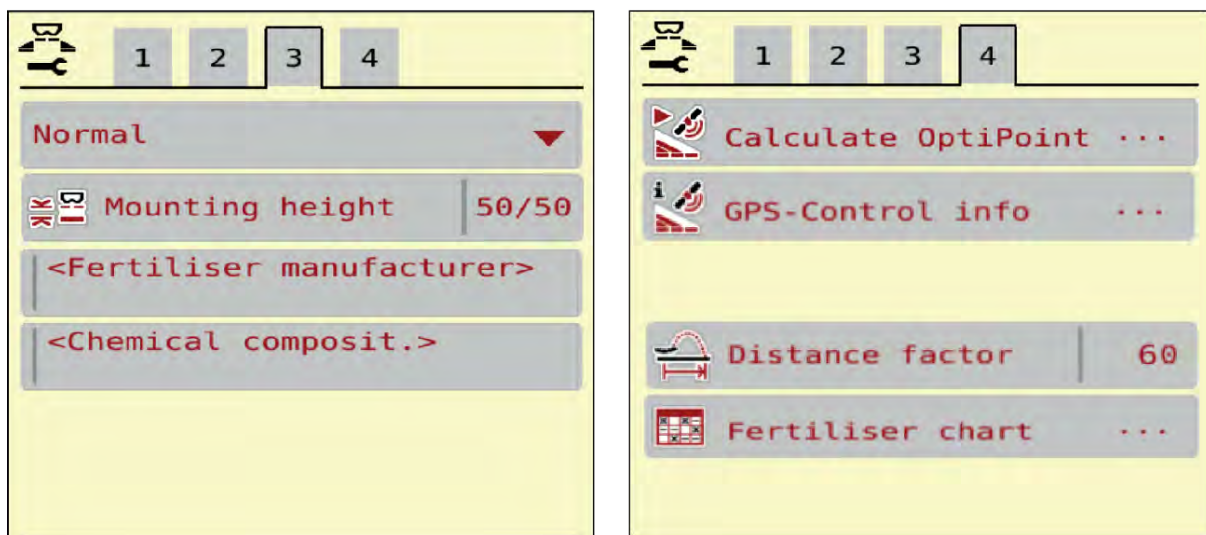 1 2 3 4
Normal
Mounting height 50/50
<Fertiliser manufacturer>
<Chemical composit.>
1 2 3 4
Calculate OptiPoint ...
GPS-Control info ...
Distance factor 60
Fertiliser chart ...